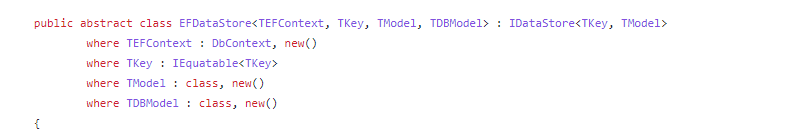 public abstract class EFDataStore<TEFContext, TKey, TModel, TDBModel> : IDataStore<TKey, TModel>
where TEFContext : DbContext, new()
where TKey : IEquatable<TKey>
where TModel : class, new()
where TDBModel : class, new()
{